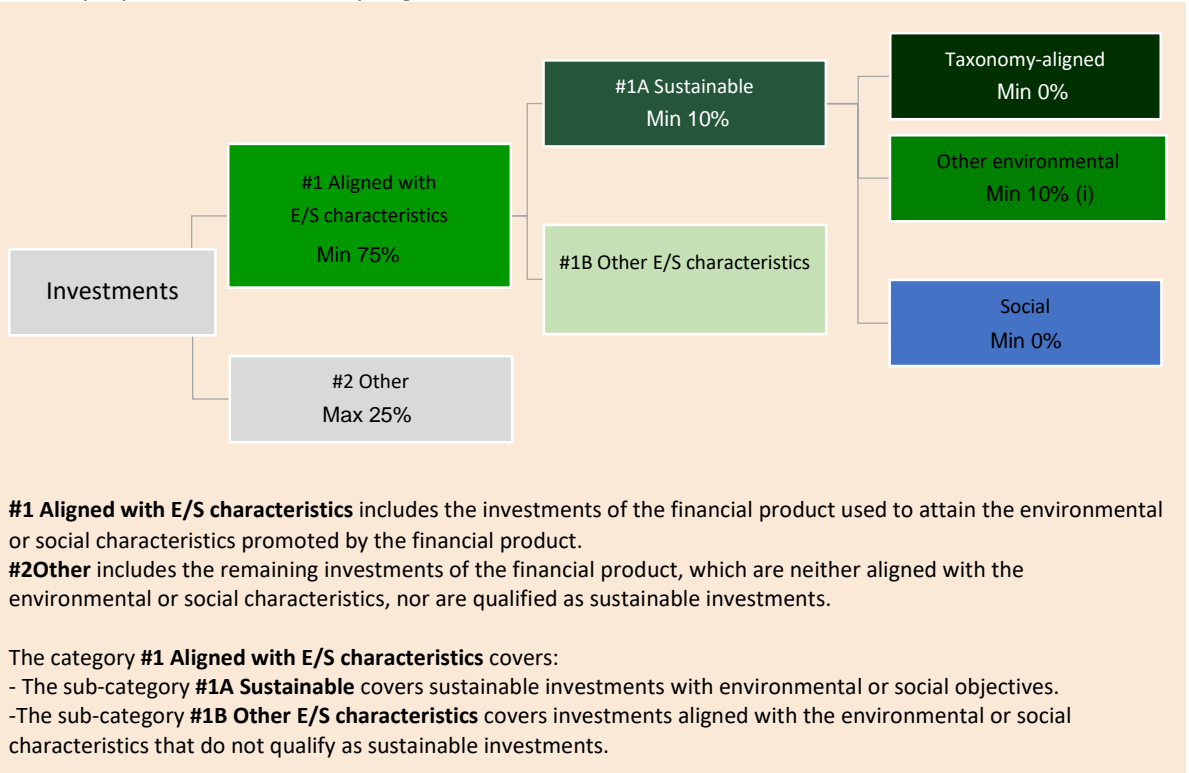 Investments
#1 Aligned with
E/S characteristics
Min 75%
#2 Other
Max 25%
#1A Sustainable
Min 10%
#1B Other E/S characteristics
Taxonomy-aligned
Min 0%
Other environmental
Min 10% (i)
Social
Min 0%
#1 Aligned with E/S characteristics includes the investments of the financial product used to attain the environmental
or social characteristics promoted by the financial product.
#2Other includes the remaining investments of the financial product, which are neither aligned with the
environmental or social characteristics, nor are qualified as sustainable investments.
The category #1 Aligned with E/S characteristics covers:
- The sub-category #1A Sustainable covers sustainable investments with environmental or social objectives.
-The sub-category #1B Other E/S characteristics covers investments aligned with the environmental or social
characteristics that do not qualify as sustainable investments.